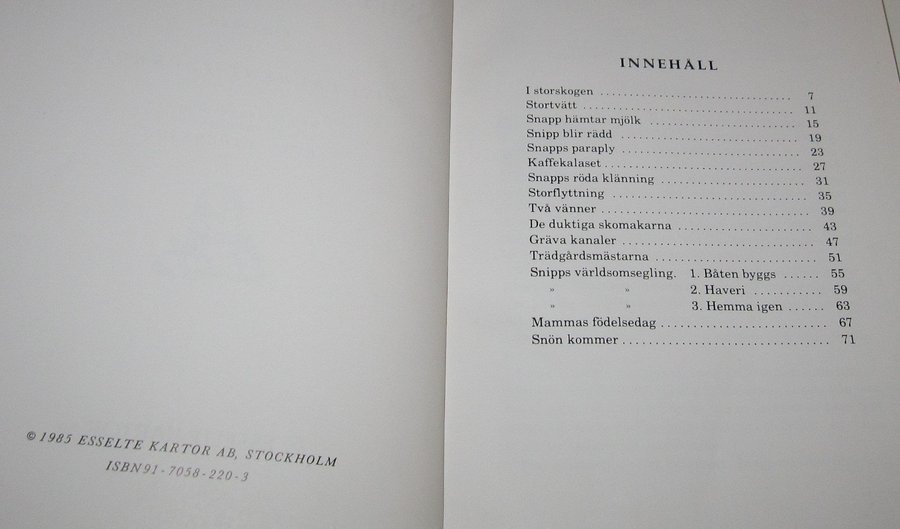 © 1985 ESSELTE KARTOR AB, STOCKHOLM
ISBN 91-7058-220-3
INNEHÅLL
I storskogen ................................ 7
Stortvätt ................................... 11
Snapp hämtar mjölk ......................... 15
Snipp blir rädd ............................. 19
Snapps paraply .............................. 23
Kaffekalaset ................................. 27
Snapps röda klänning ....................... 31
Storflyttning ................................ 35
Två vänner .................................. 39
De duktiga skomakarna ...................... 43
Gräva kanaler ............................... 47
Trädgårdsmästarna .......................... 51
Snipps världsomsegling. 1. Båten byggs ...... 55
» » 2. Haveri ........... 59
» » 3. Hemma igen ...... 63
Mammas födelsedag ........................... 67
Snön kommer ................................ 71